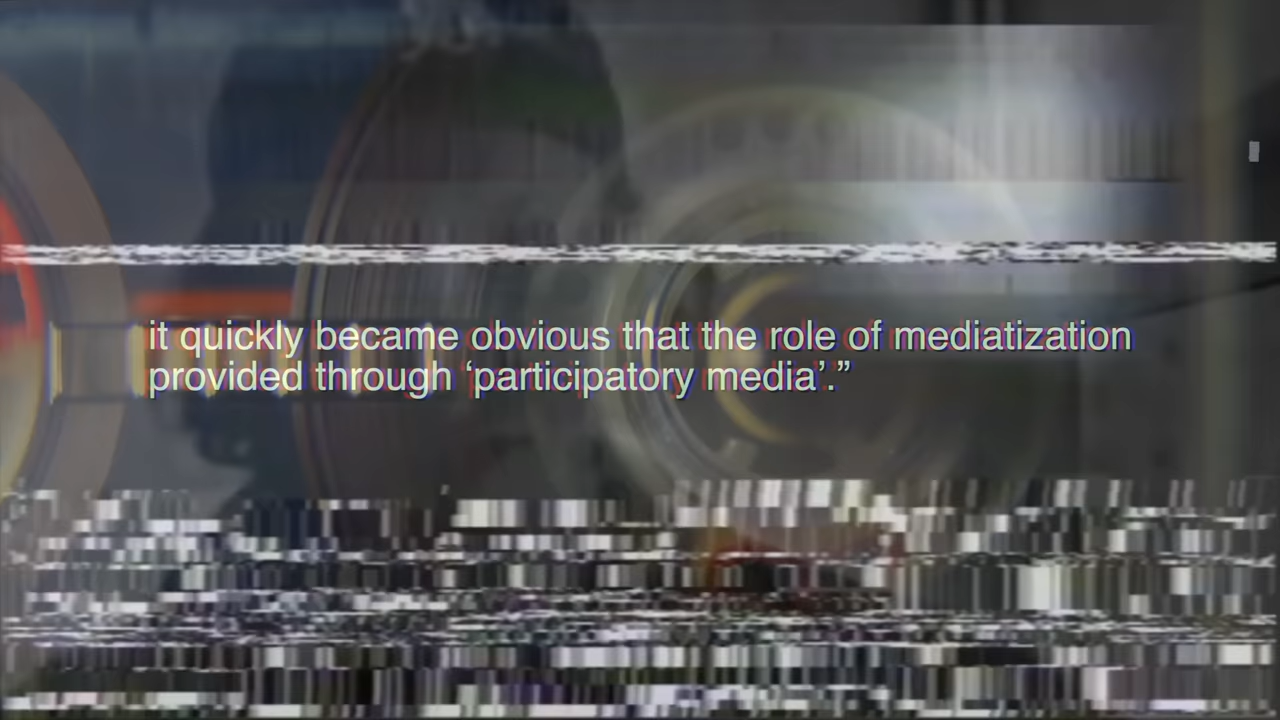 it quickly became obvious that the role of mediatization
provided through ‘participatory media’.”